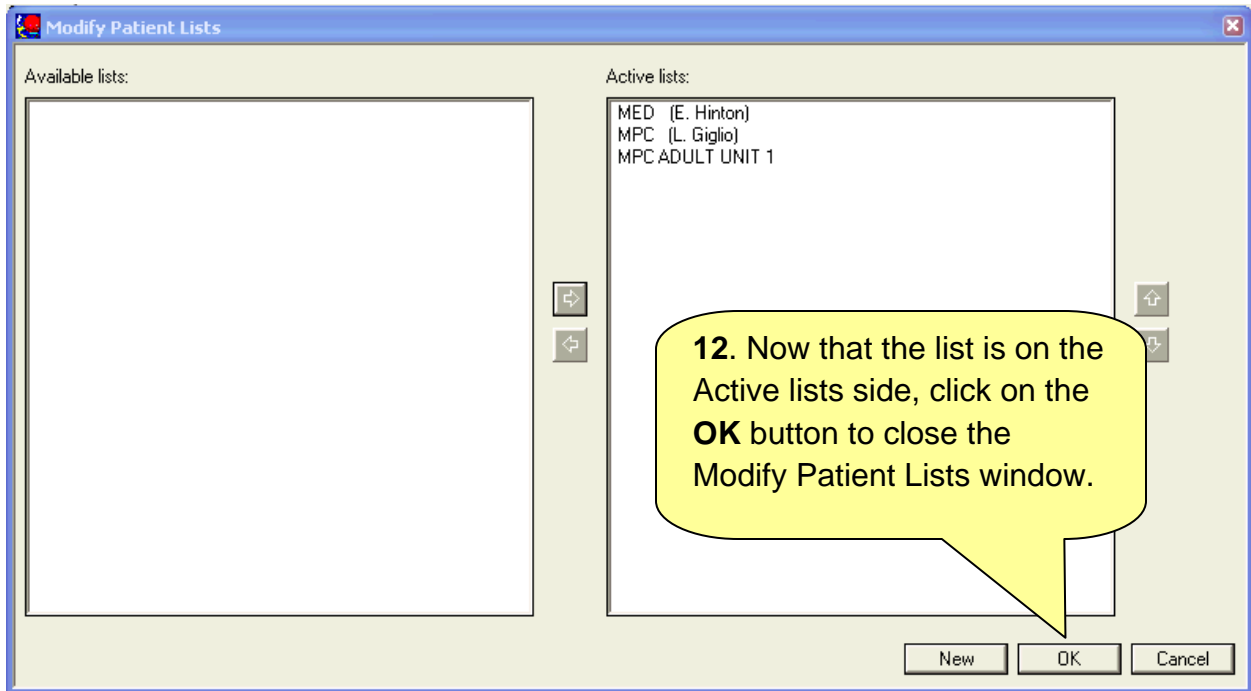 Modify Patient Lists
Available lists:
Active lists:
MED (E. Hinton)
MPC (L. Giglio)
MPC ADULT UNIT 1
12. Now that the list is on the
Active lists side, click on the
OK button to close the
Modify Patient Lists window.
New
OK
Cancel